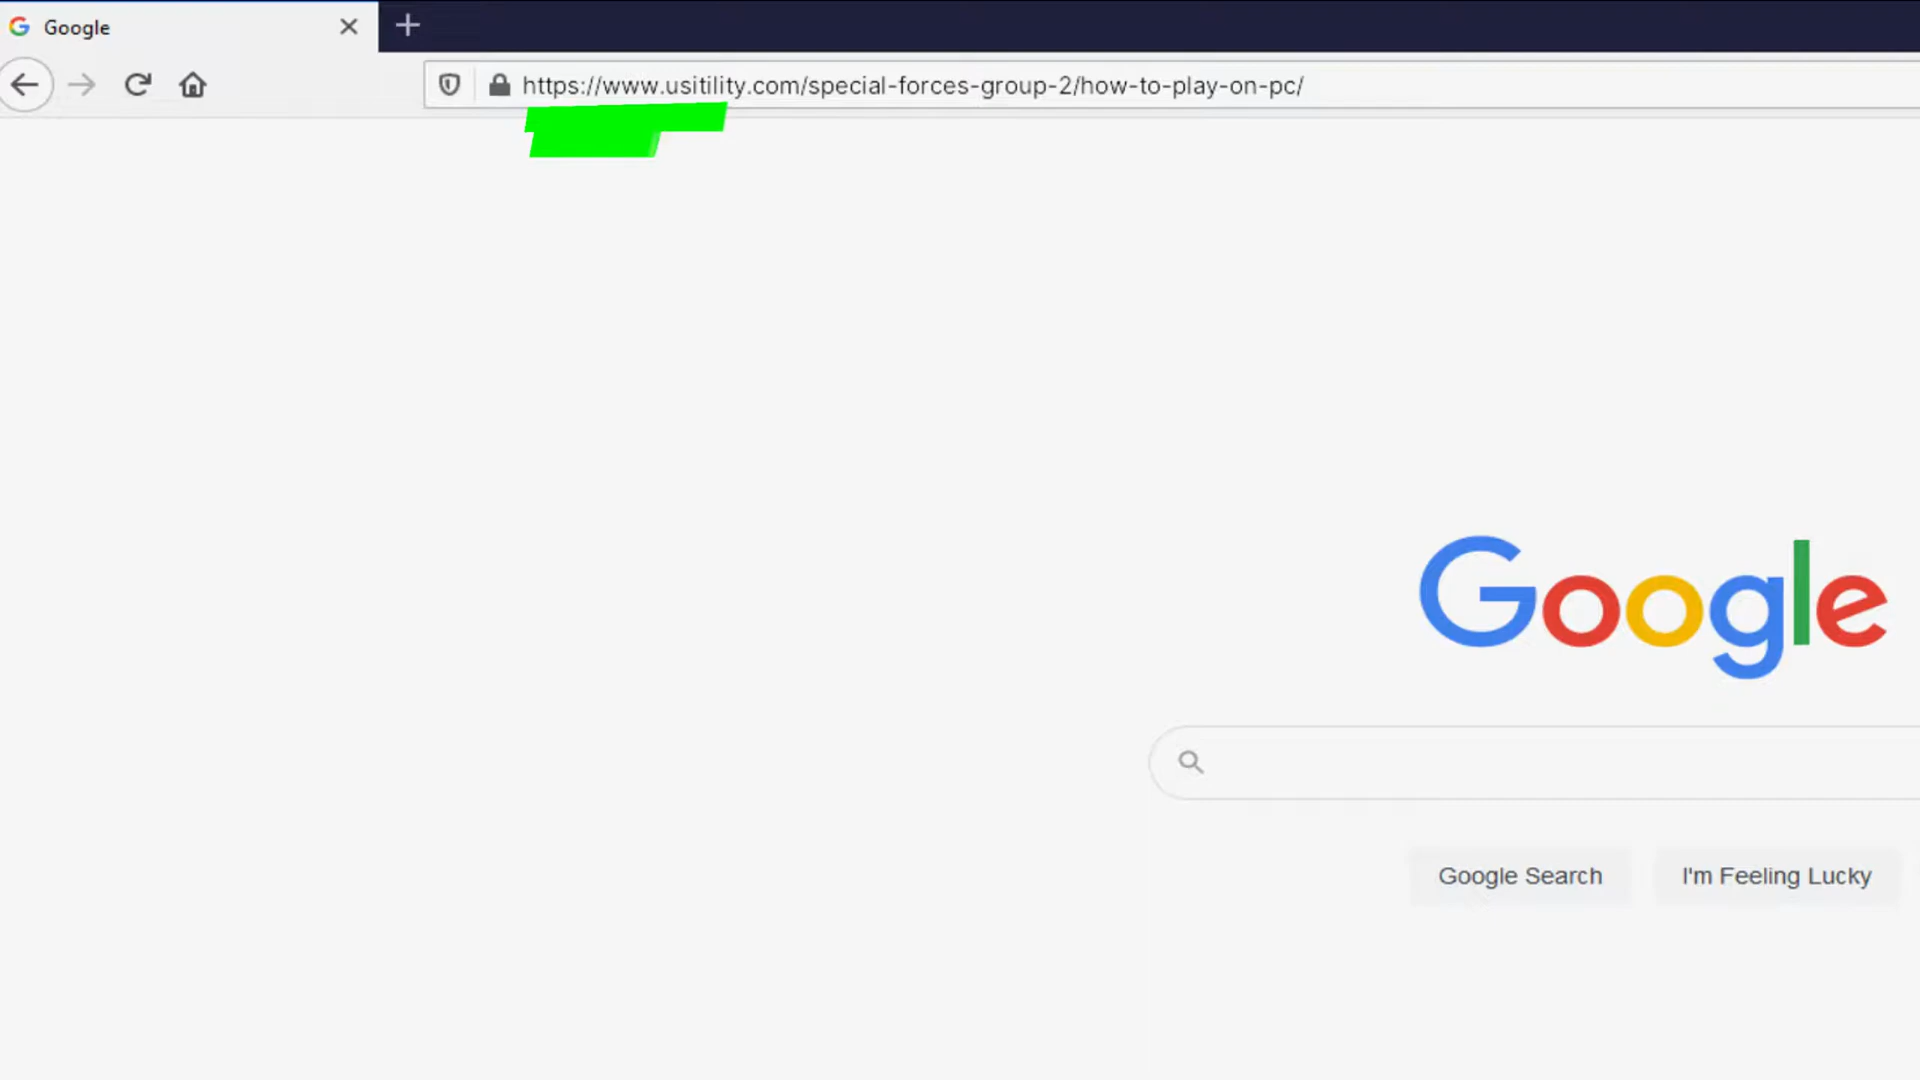 Google
https://www.usitility.com/special-forces-group-2/how-to-play-on-pc/
Google
Google Search
I'm Feeling Lucky